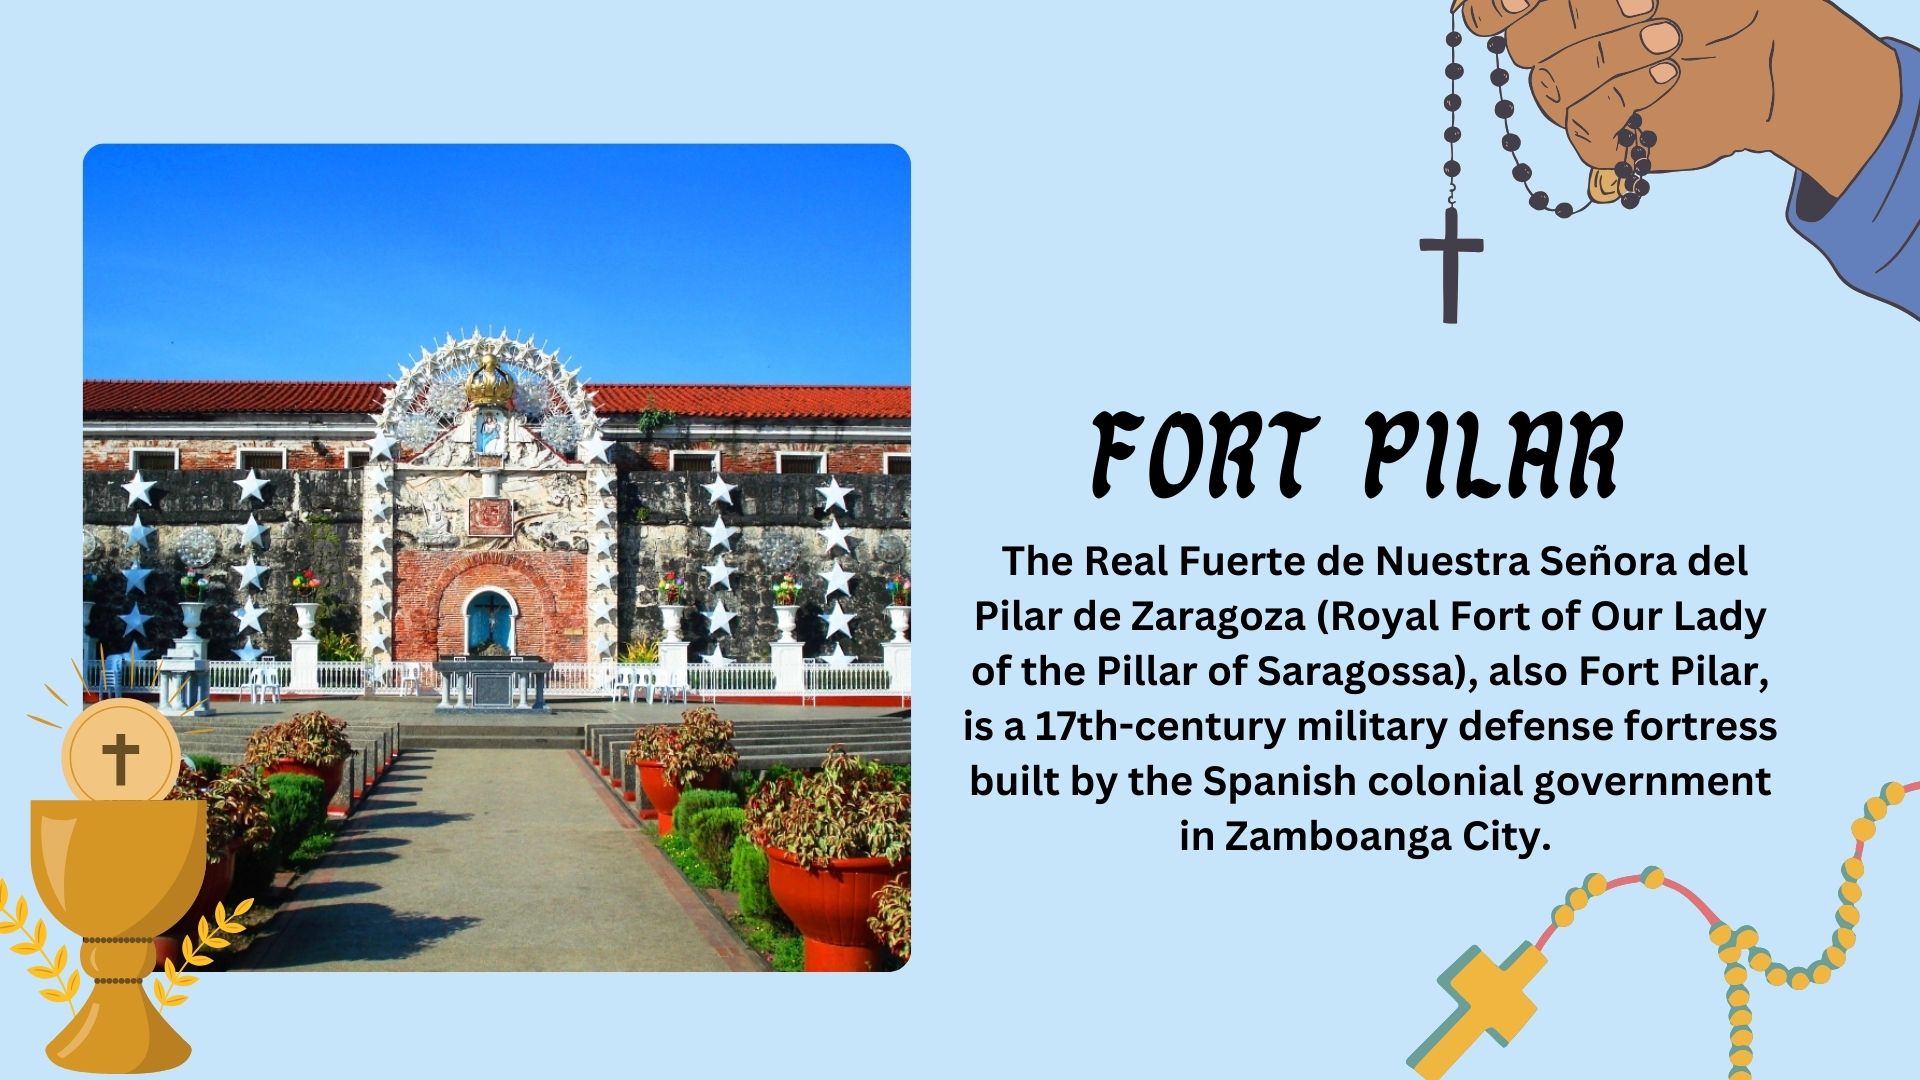 FORT PILAR
The Real Fuerte de Nuestra Señora del
Pilar de Zaragoza (Royal Fort of Our Lady
of the Pillar of Saragossa), also Fort Pilar,
is a 17th-century military defense fortress
built by the Spanish colonial government
in Zamboanga City.